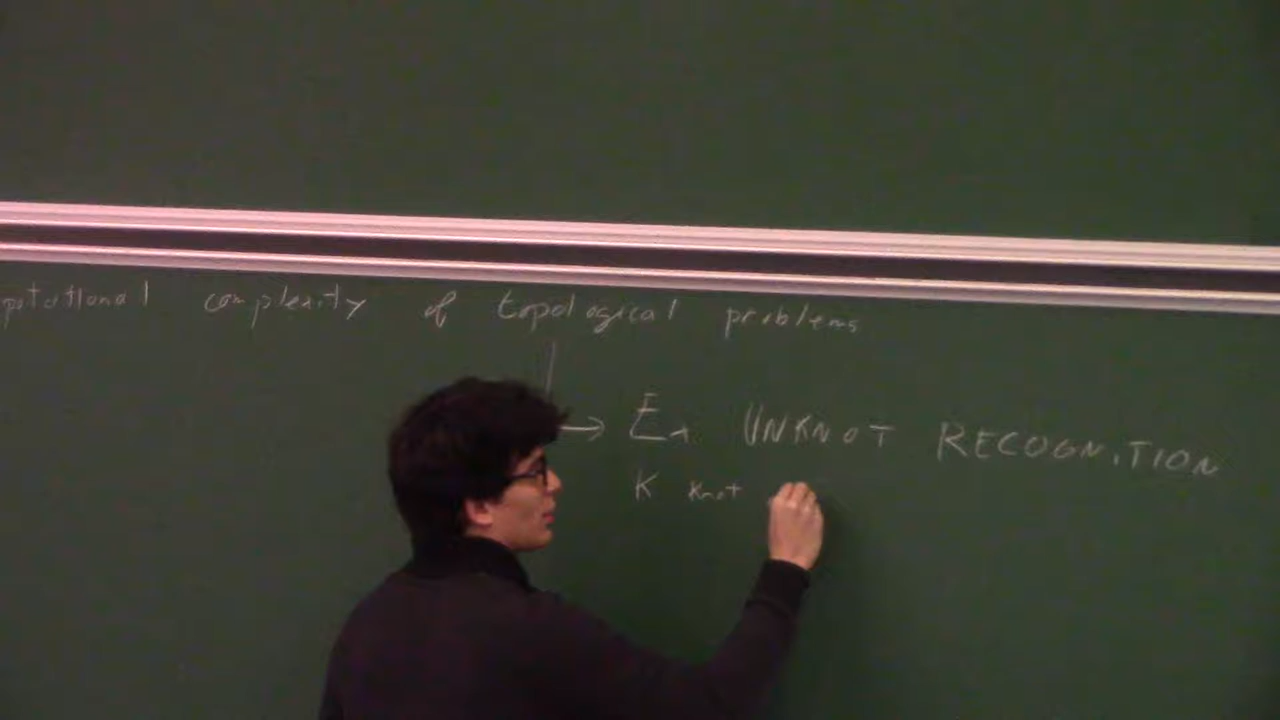 putational complexity of topological problems
→ Ex UNKNOT RECOGNITION
K knot